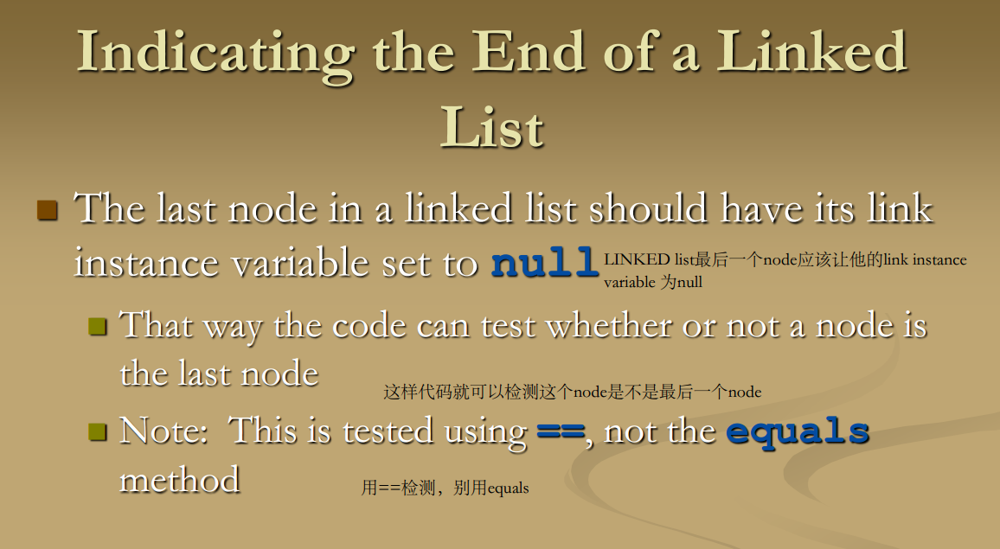 Indicating the End of a Linked
List
The last node in a linked list should have its link
instance variable set to null
LINKED list最后一个node应该让他的link instance
variable 为null
That way the code can test whether or not a node is
the last node
这样代码就可以检测这个node是不是最后一个node
Note: This is tested using ==, not the equals
method
用==检测，别用equals